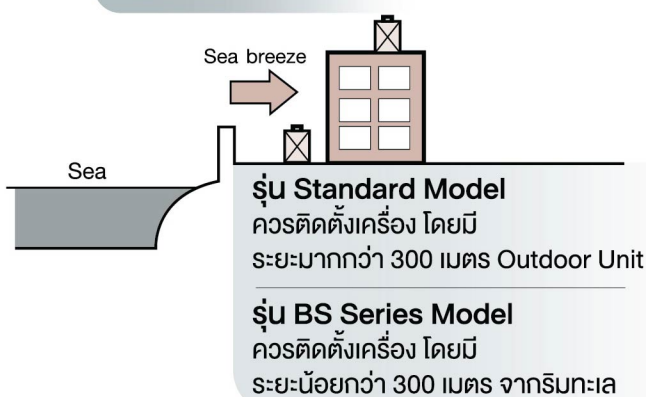 Sea breeze
Sea
รุ่น Standard Model
ควรติดตั้งเครื่อง โดยมี
ระยะมากกว่า 300 เมตร Outdoor Unit
รุ่น BS Series Model
ควรติดตั้งเครื่อง โดยมี
ระยะน้อยกว่า 300 เมตร จากริมทะเล